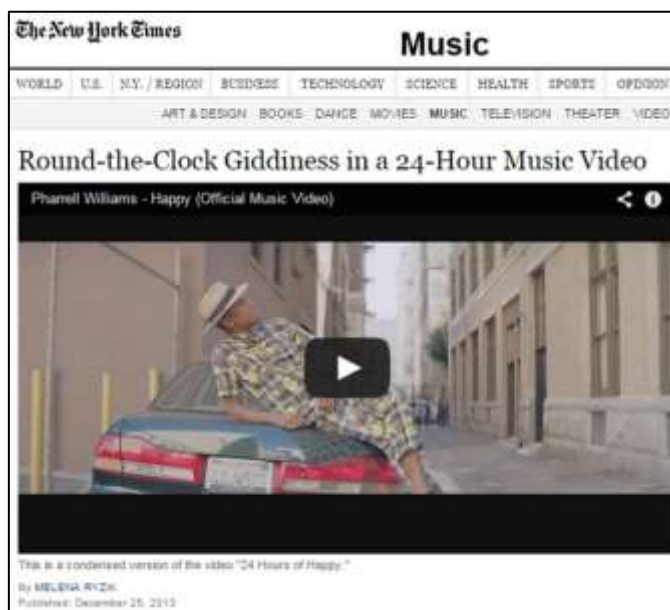 The New York Times
Music
WORLD U.S. N.Y. / REGION BUSINESS TECHNOLOGY SCIENCE HEALTH SPORTS OPINION
ART & DESIGN BOOKS DANCE MOVIES MUSIC TELEVISION THEATER VIDEO
Round-the-Clock Giddiness in a 24-Hour Music Video
Pharrell Williams - Happy (Official Music Video)
This is a condensed version of the video "24 Hours of Happy."
By MELENA RYZIK
Published: December 25, 2013